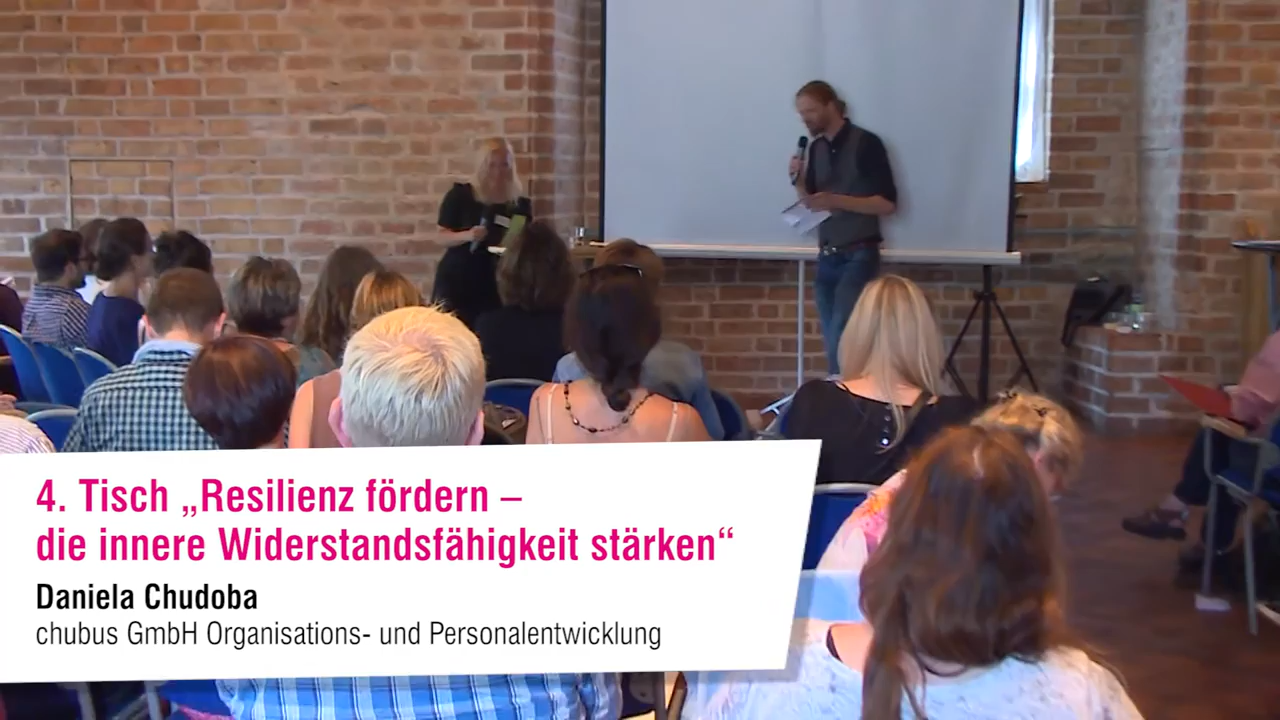 4. Tisch „Resilienz fördern –
die innere Widerstandsfähigkeit stärken“
Daniela Chudoba
chubus GmbH Organisations- und Personalentwicklung